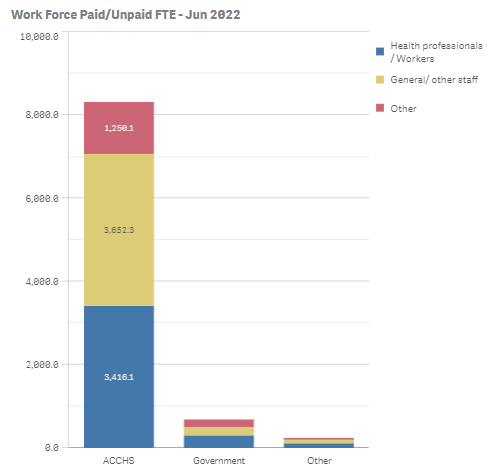 Work Force Paid/Unpaid FTE - Jun 2022
10,000.0
8,000.0
6,000.0
4,000.0
2,000.0
0.0
1,250.1
3,652.3
3,416.1
ACCHS
Government
Other
Health professionals
/ Workers
General/ other staff
Other